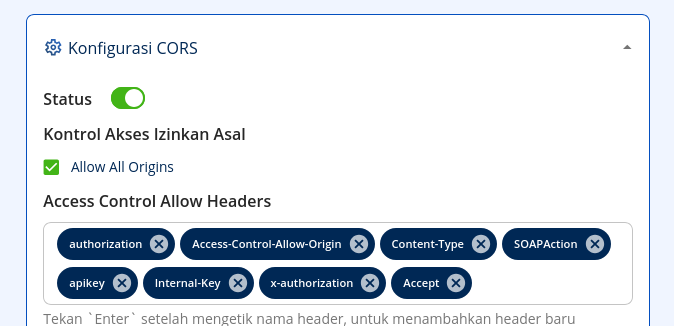 Konfigurasi CORS
Status
Kontrol Akses Izinkan Asal
Allow All Origins
Access Control Allow Headers
authorization Access-Control-Allow-Origin Content-Type SOAPAction
apikey Internal-Key x-authorization Accept
Tekan `Enter` setelah mengetik nama header, untuk menambahkan header baru